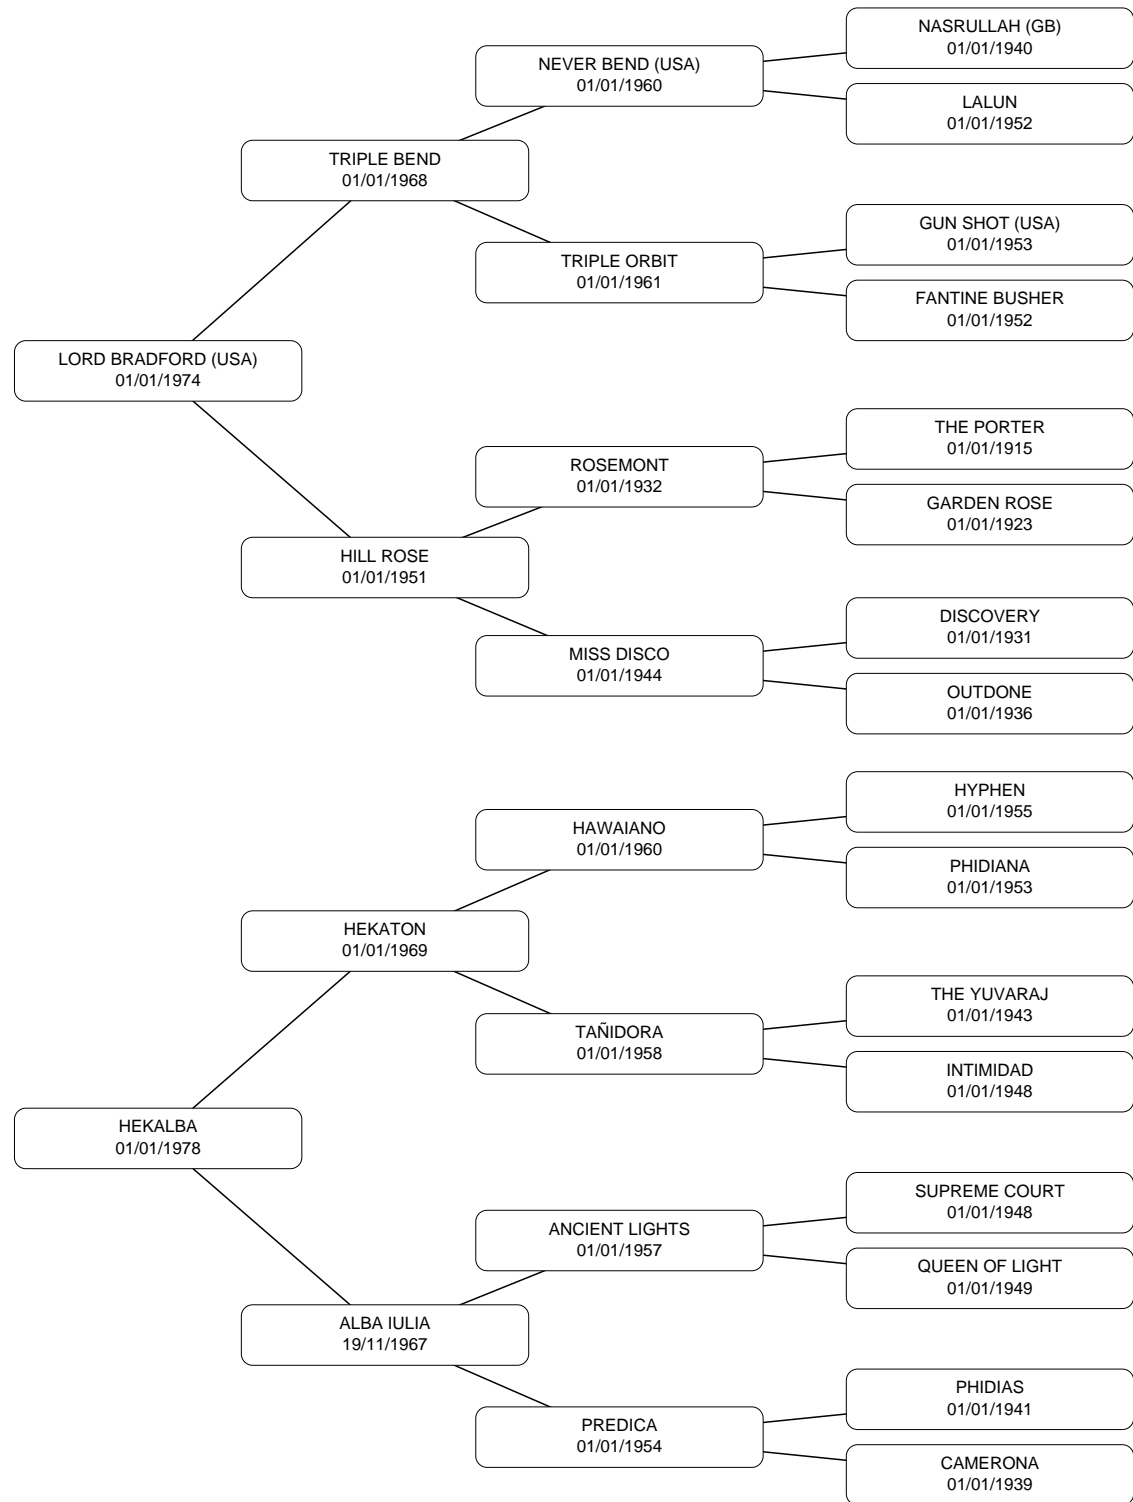 NASRULLAH (GB)
01/01/1940
NEVER BEND (USA)
01/01/1960
LALUN
01/01/1952
TRIPLE BEND
01/01/1968
GUN SHOT (USA)
01/01/1953
TRIPLE ORBIT
01/01/1961
FANTINE BUSHER
01/01/1952
LORD BRADFORD (USA)
01/01/1974
THE PORTER
01/01/1915
ROSEMONT
01/01/1932
GARDEN ROSE
01/01/1923
HILL ROSE
01/01/1951
DISCOVERY
01/01/1931
MISS DISCO
01/01/1944
OUTDONE
01/01/1936
HYPHEN
01/01/1955
HAWAIANO
01/01/1960
PHIDIANA
01/01/1953
HEKATON
01/01/1969
THE YUVARAJ
01/01/1943
TAÑIDORA
01/01/1958
INTIMIDAD
01/01/1948
HEKALBA
01/01/1978
SUPREME COURT
01/01/1948
ANCIENT LIGHTS
01/01/1957
QUEEN OF LIGHT
01/01/1949
ALBA IULIA
19/11/1967
PHIDIAS
01/01/1941
PREDICA
01/01/1954
CAMERONA
01/01/1939